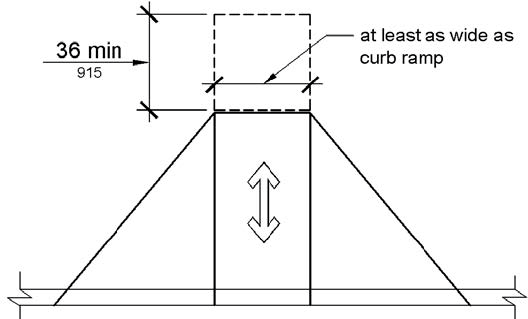 36 min
915
at least as wide as
curb ramp